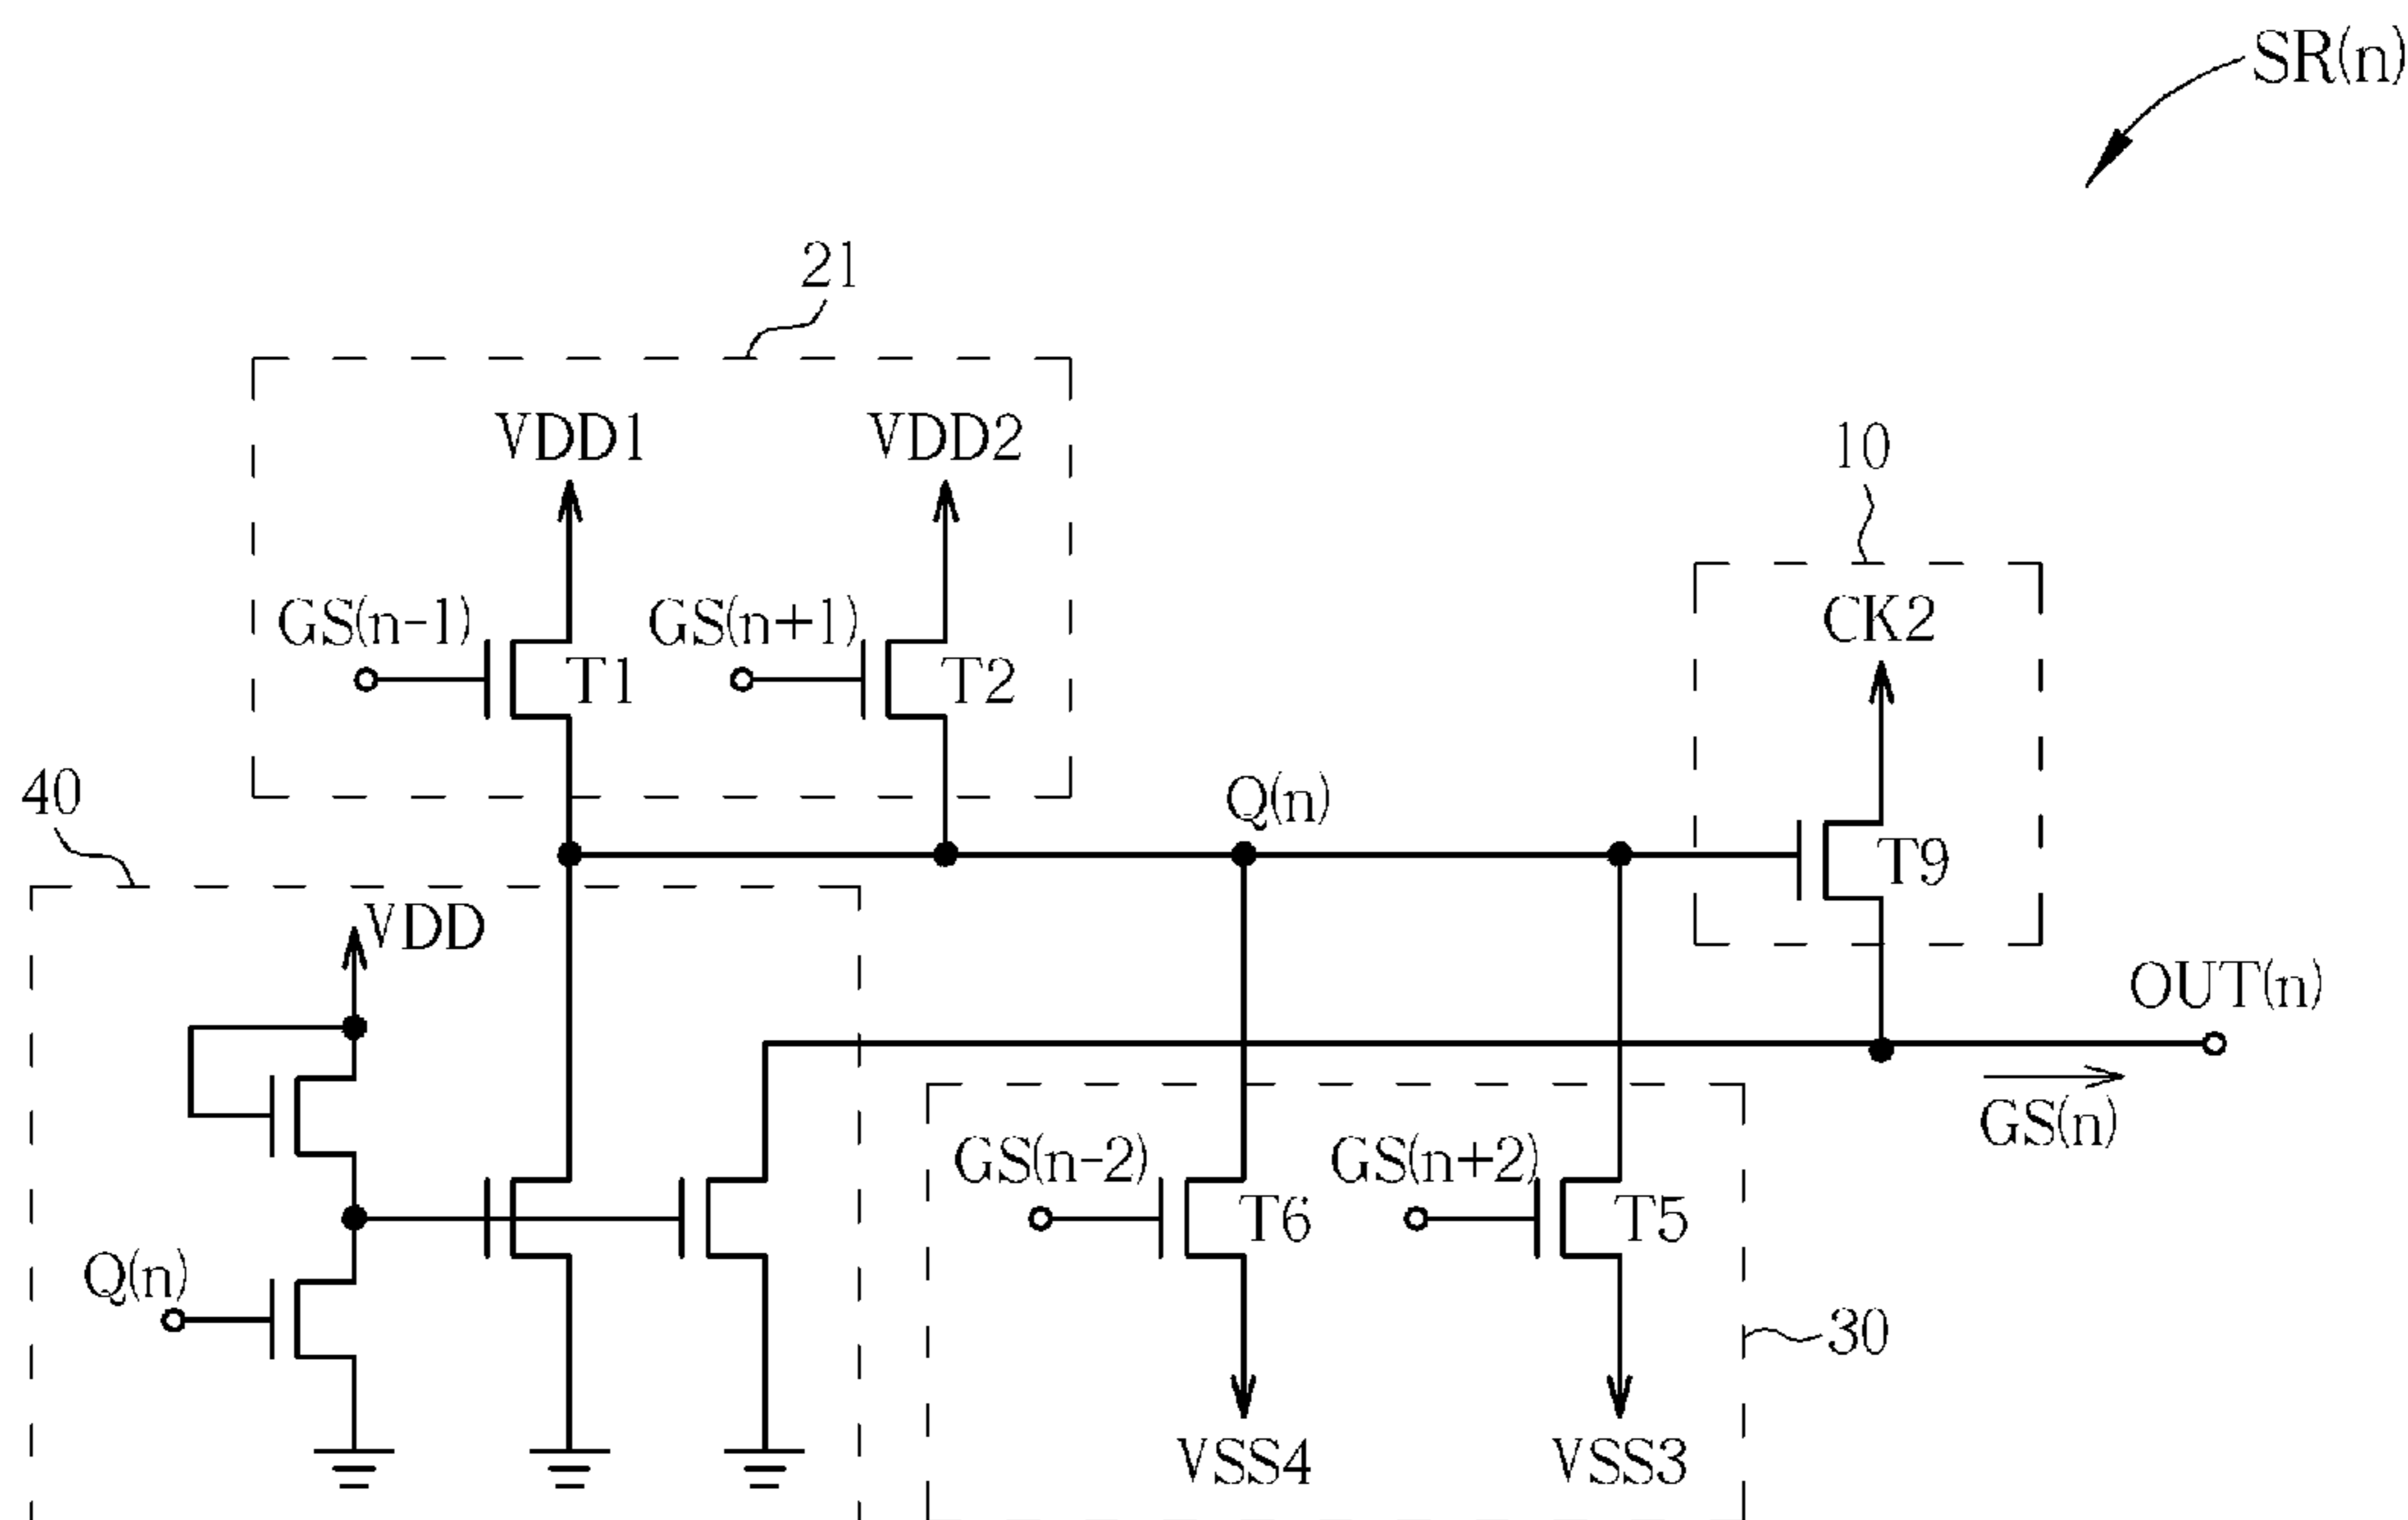 SR(n)
21
VDD1
VDD2
10
GS(n-1)
GS(n+1)
CK2
T1
T2
40
Q(n)
T9
VDD
OUT(n)
GS(n)
GS(n-2)
GS(n+2)
T6
T5
Q(n)
30
VSS4
VSS3